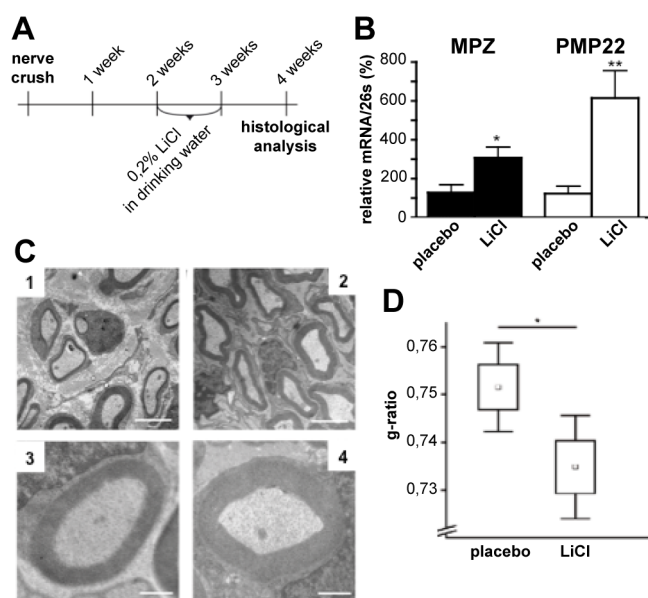 A
nerve
crush
1 week
2 weeks
3 weeks
4 weeks
0,2% LiCl
in drinking water
histological
analysis
B
MPZ
PMP22
relative mRNA/26s (%)
800
600
400
200
0
*
**
placebo
LiCl
placebo
LiCl
C
1
2
3
4
D
*
g-ratio
0,76
0,75
0,74
0,73
placebo
LiCl